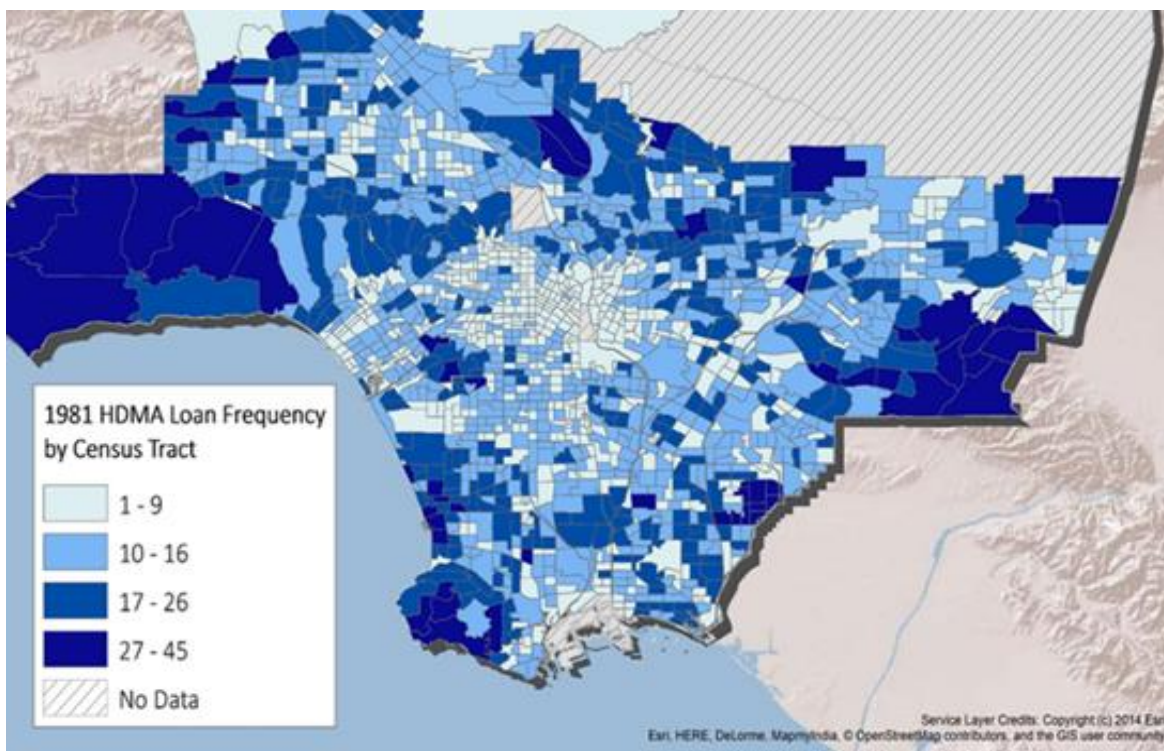 1981 HDMA Loan Frequency
by Census Tract
1 - 9
10 - 16
17 - 26
27 - 45
No Data
Service Layer Credits: Copyright (c) 2014 Esri
Esri, HERE, DeLorme, MapmyIndia, © OpenStreetMap contributors, and the GIS user community